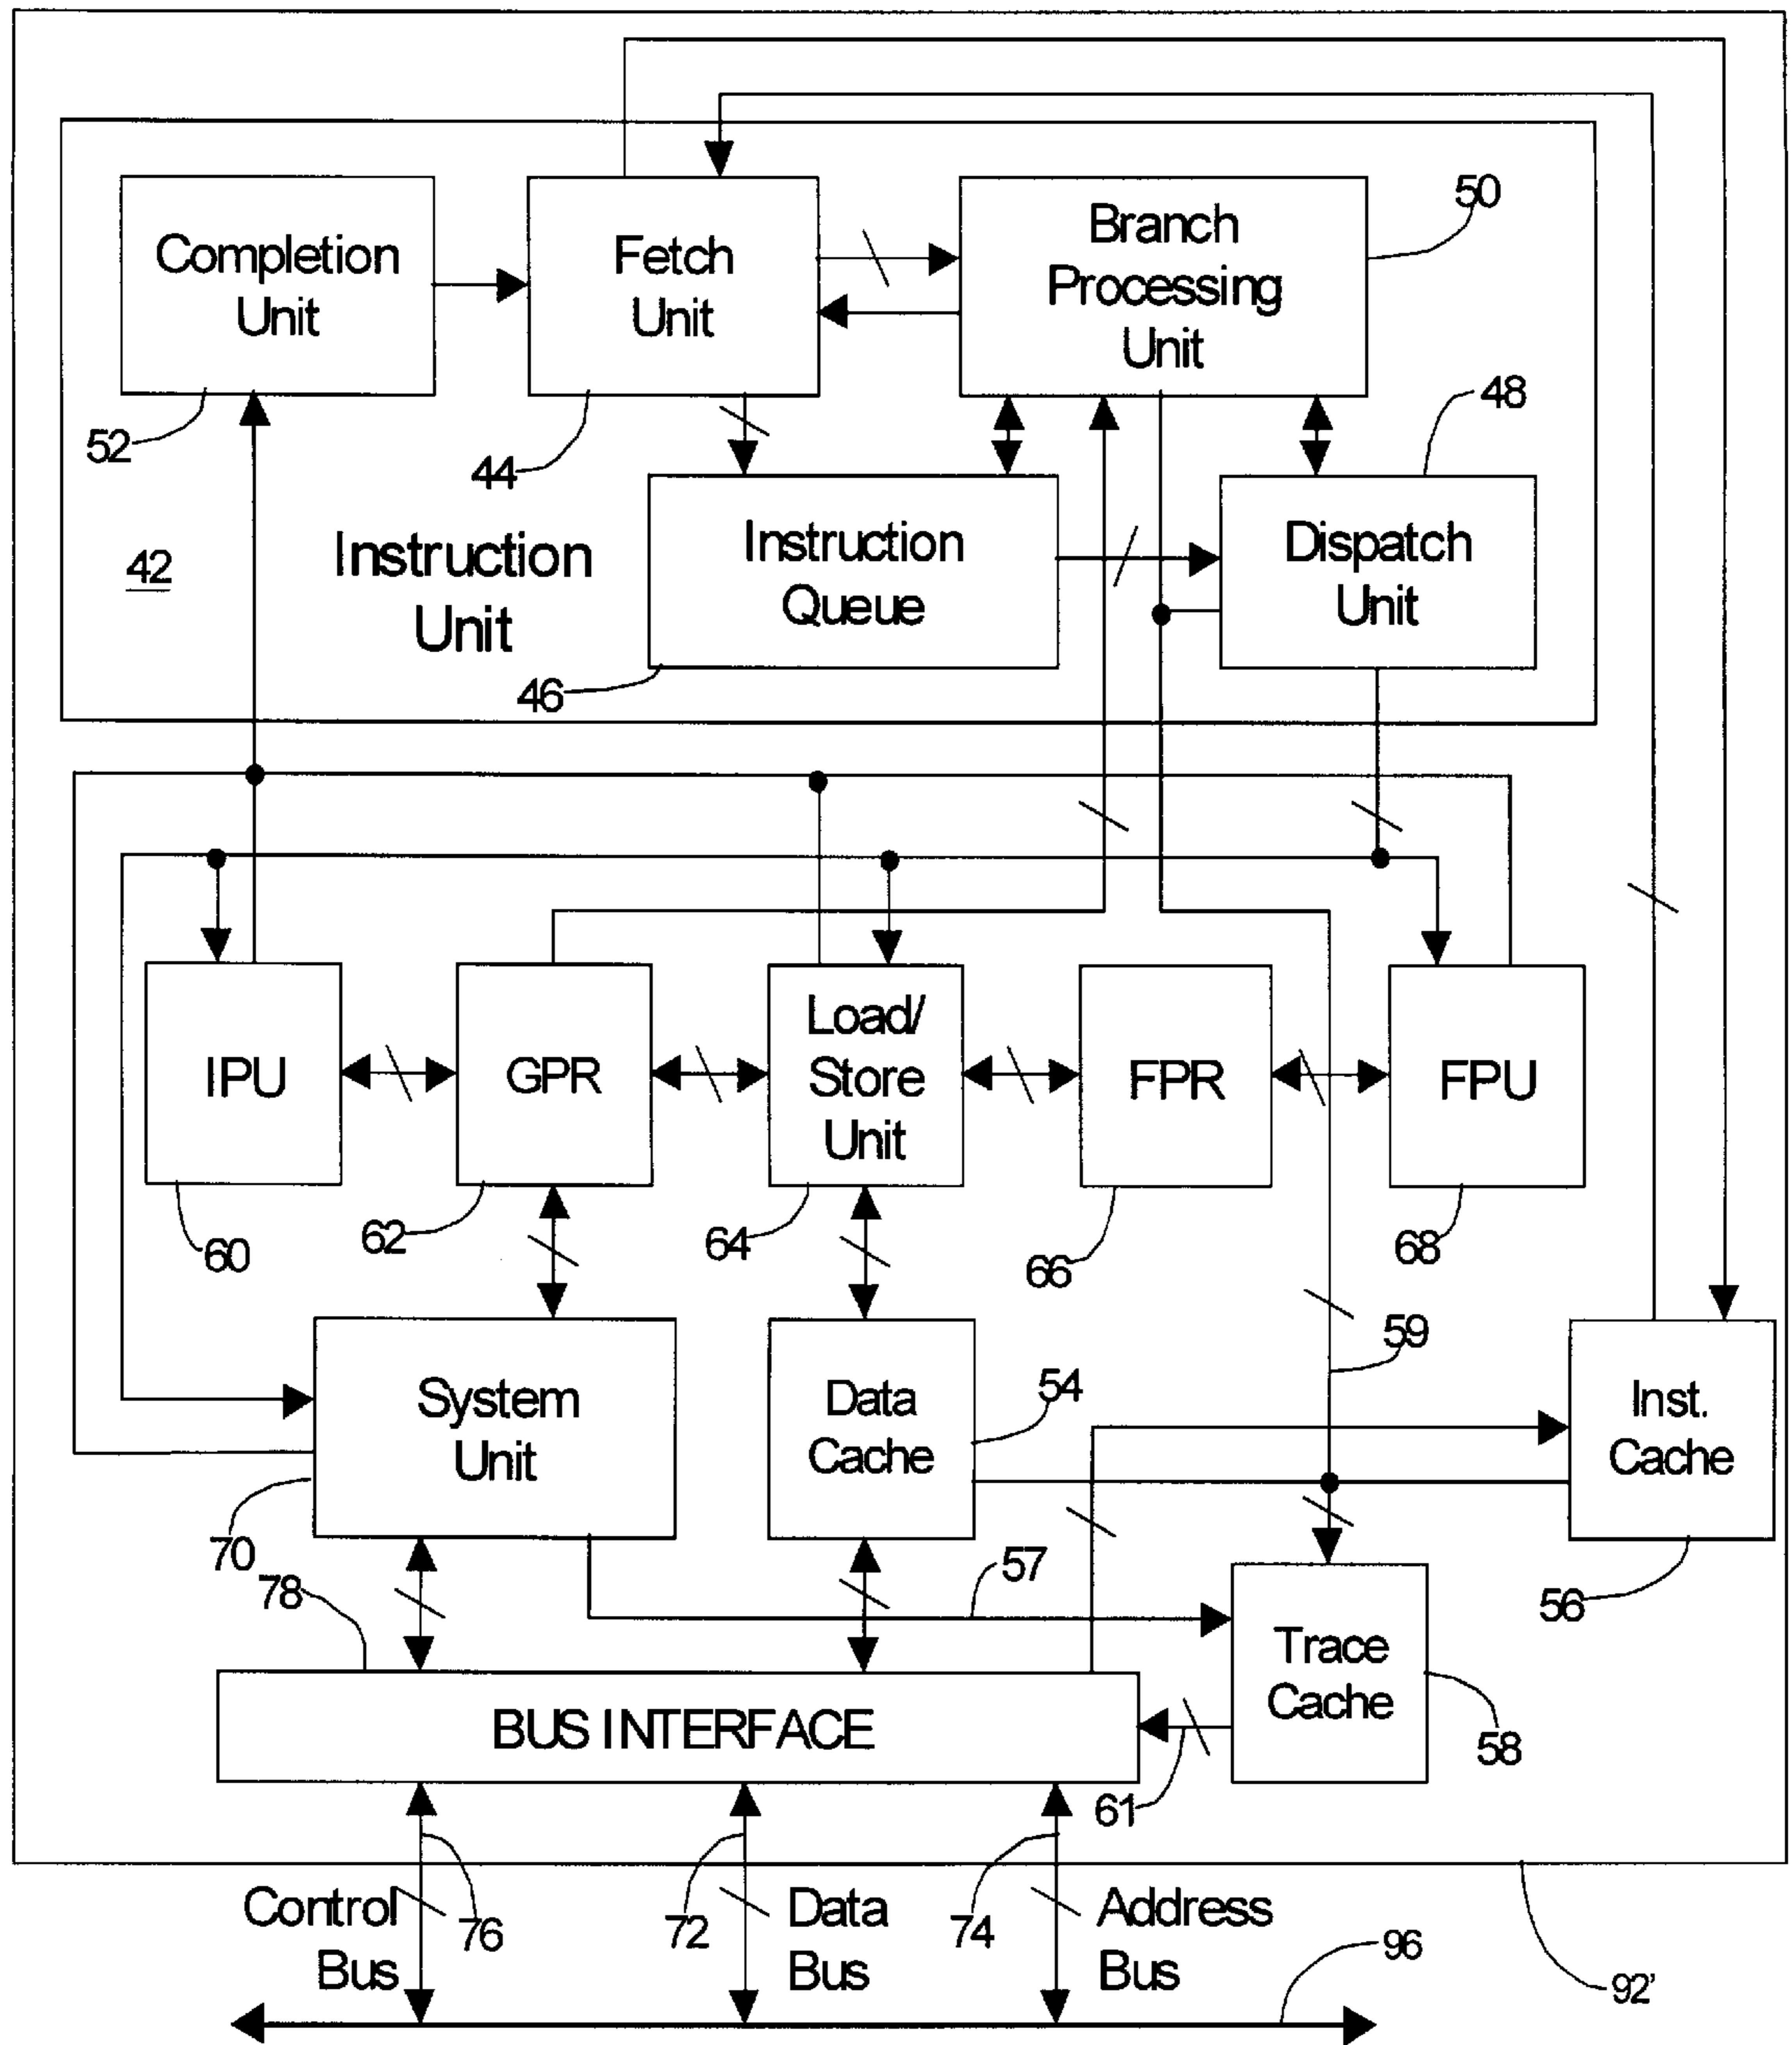 Completion
Unit
Fetch
Unit
Branch
Processing
Unit
50
52
44
48
42
Instruction
Unit
Instruction
Queue
Dispatch
Unit
46
IPU
GPR
Load/
Store
Unit
FPR
FPU
60
62
64
66
68
59
System
Unit
Data
Cache
54
Inst.
Cache
70
57
78
56
Trace
Cache
BUS INTERFACE
58
61
Control
Bus
76
72
Data
Bus
74
Address
Bus
96
92'